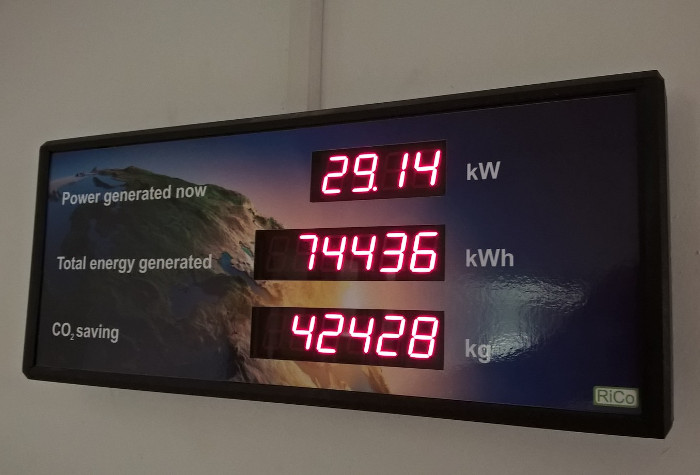 Power generated now 29.14 kW
Total energy generated 74436 kWh
CO₂ saving 42428 kg
RiCo